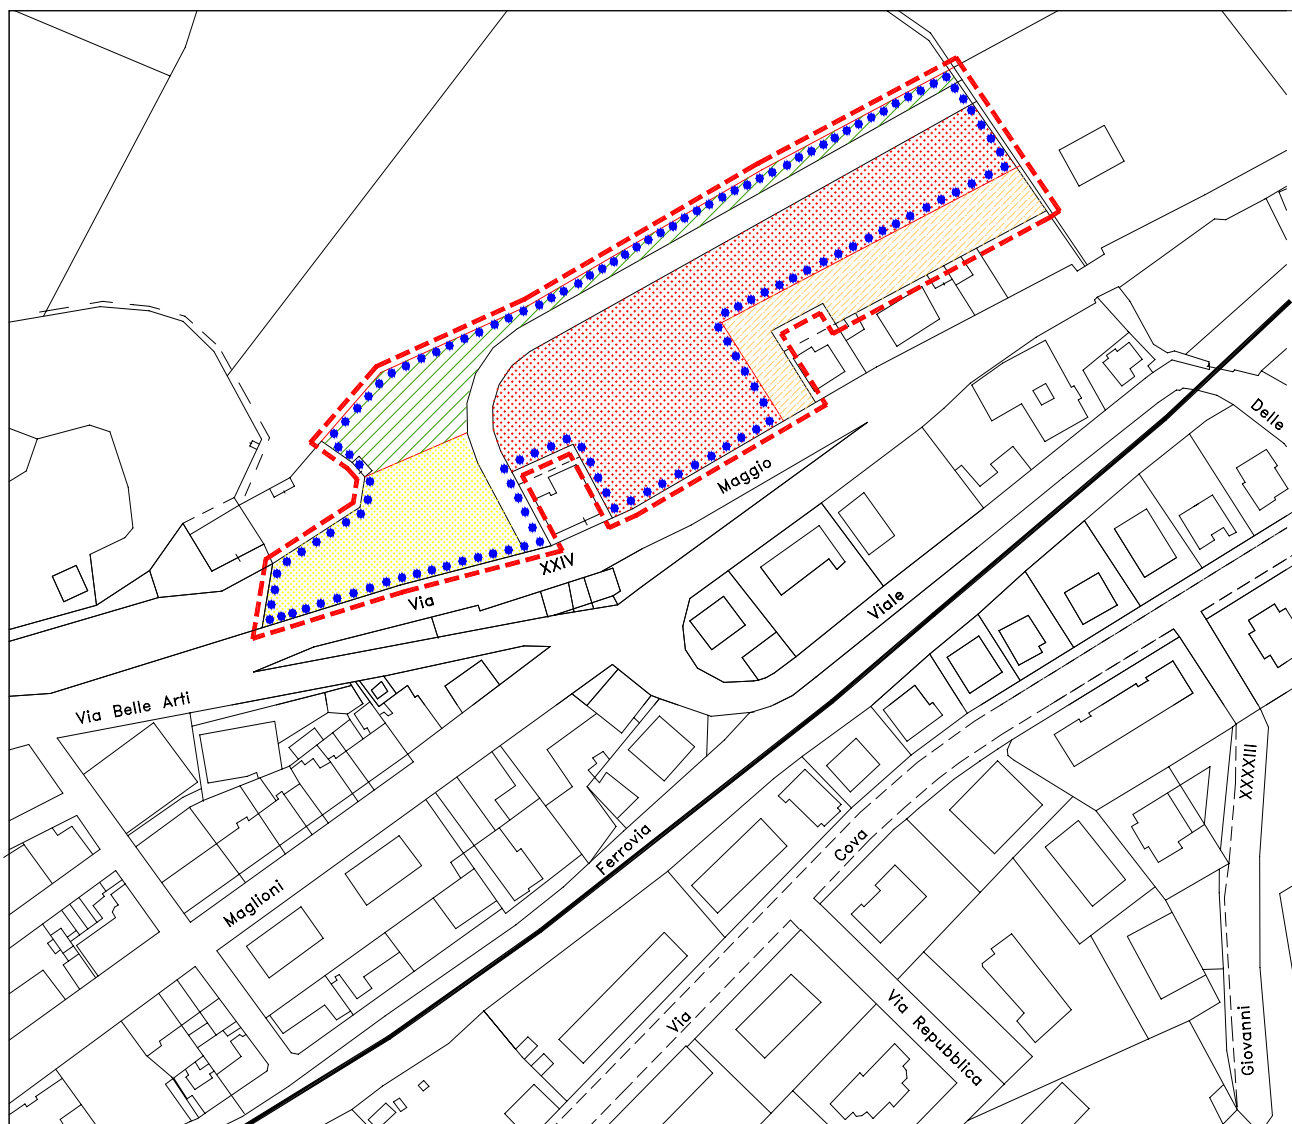 Delle
Maggio
XXIV
Via
Viale
Via Belle Arti
XXXXIII
Ferrovia
Cova
Maglioni
Via
Via Repubblica
Giovanni